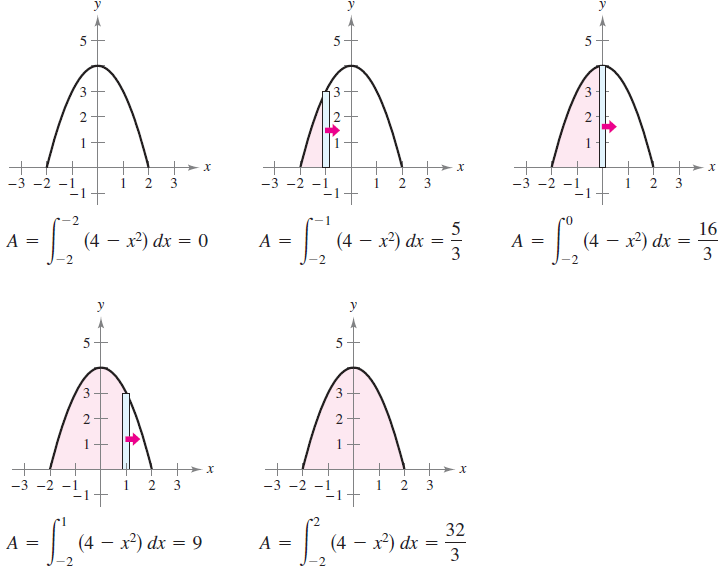 y y y
5 5 5
3 3 3
2 2 2
1 1 1
x x x
−3 −2 −1 1 2 3 −3 −2 −1 1 2 3 −3 −2 −1 1 2 3
−1 −1 −1
A = ∫_{−2}^{−2} (4 − x²) dx = 0 A = ∫_{−2}^{−1} (4 − x²) dx = 5/3 A = ∫_{−2}^{0} (4 − x²) dx = 16/3
y y
5 5
3 3
2 2
1 1
x x
−3 −2 −1 1 2 3 −3 −2 −1 1 2 3
−1 −1
A = ∫_{−2}^{1} (4 − x²) dx = 9 A = ∫_{−2}^{2} (4 − x²) dx = 32/3